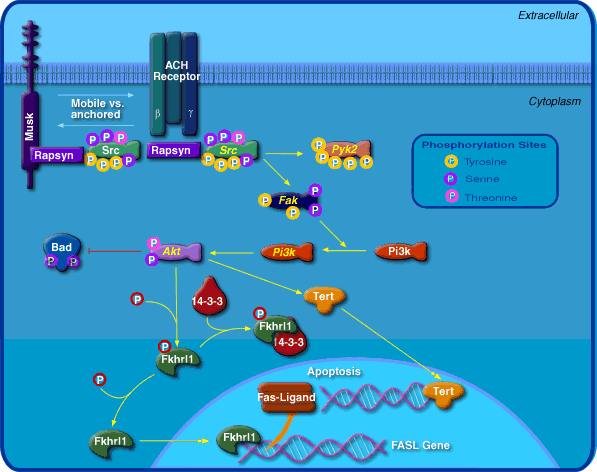 Extracellular
ACH
Receptor
Musk
Mobile vs.
anchored
β
γ
Cytoplasm
Phosphorylation Sites
P Tyrosine
P Serine
P Threonine
P P P
P P P
Rapsyn
Src
Rapsyn
Src
Pyk2
P P P P
P P P P
P P P P
P
P
Fak
P
P
P
Bad
P P
P
Akt
P
Pi3k
Pi3k
14-3-3
Tert
P
P
Fkhrl1
14-3-3
P
Fkhrl1
P
Apoptosis
Fas-Ligand
Tert
Fkhrl1
Fkhrl1
FASL Gene